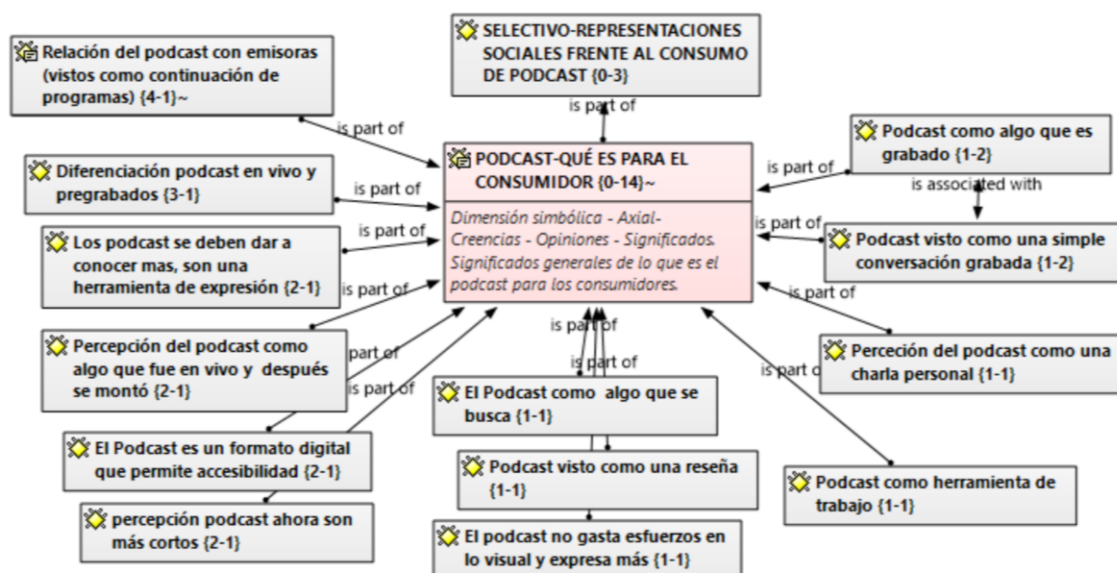 SELECTIVO-REPRESENTACIONES
SOCIALES FRENTE AL CONSUMO
DE PODCAST {0-3}
Relación del podcast con emisoras
(vistos como continuación de
programas) {4-1}~
is part of
is part of
PODCAST-QUÉ ES PARA EL
CONSUMIDOR {0-14}~
Dimensión simbólica - Axial-
Creencias - Opiniones - Significados.
Significados generales de lo que es el
podcast para los consumidores.
Podcast como algo que es
grabado {1-2}
is part of
is associated with
Diferenciación podcast en vivo y
pregrabados {3-1}
is part of
Podcast visto como una simple
conversación grabada {1-2}
is part of
Los podcast se deben dar a
conocer mas, son una
herramienta de expresión {2-1}
is part of
Percepción del podcast como
algo que fue en vivo y después
se montó {2-1}
is part of
Perceción del podcast como una
charla personal {1-1}
is part of
El Podcast es un formato digital
que permite accesibilidad {2-1}
part of
percepción podcast ahora son
más cortos {2-1}
is part of
El Podcast como algo que se
busca {1-1}
is part of
Podcast visto como una reseña
{1-1}
is part of
El podcast no gasta esfuerzos en
lo visual y expresa más {1-1}
Podcast como herramienta de
trabajo {1-1}
is part